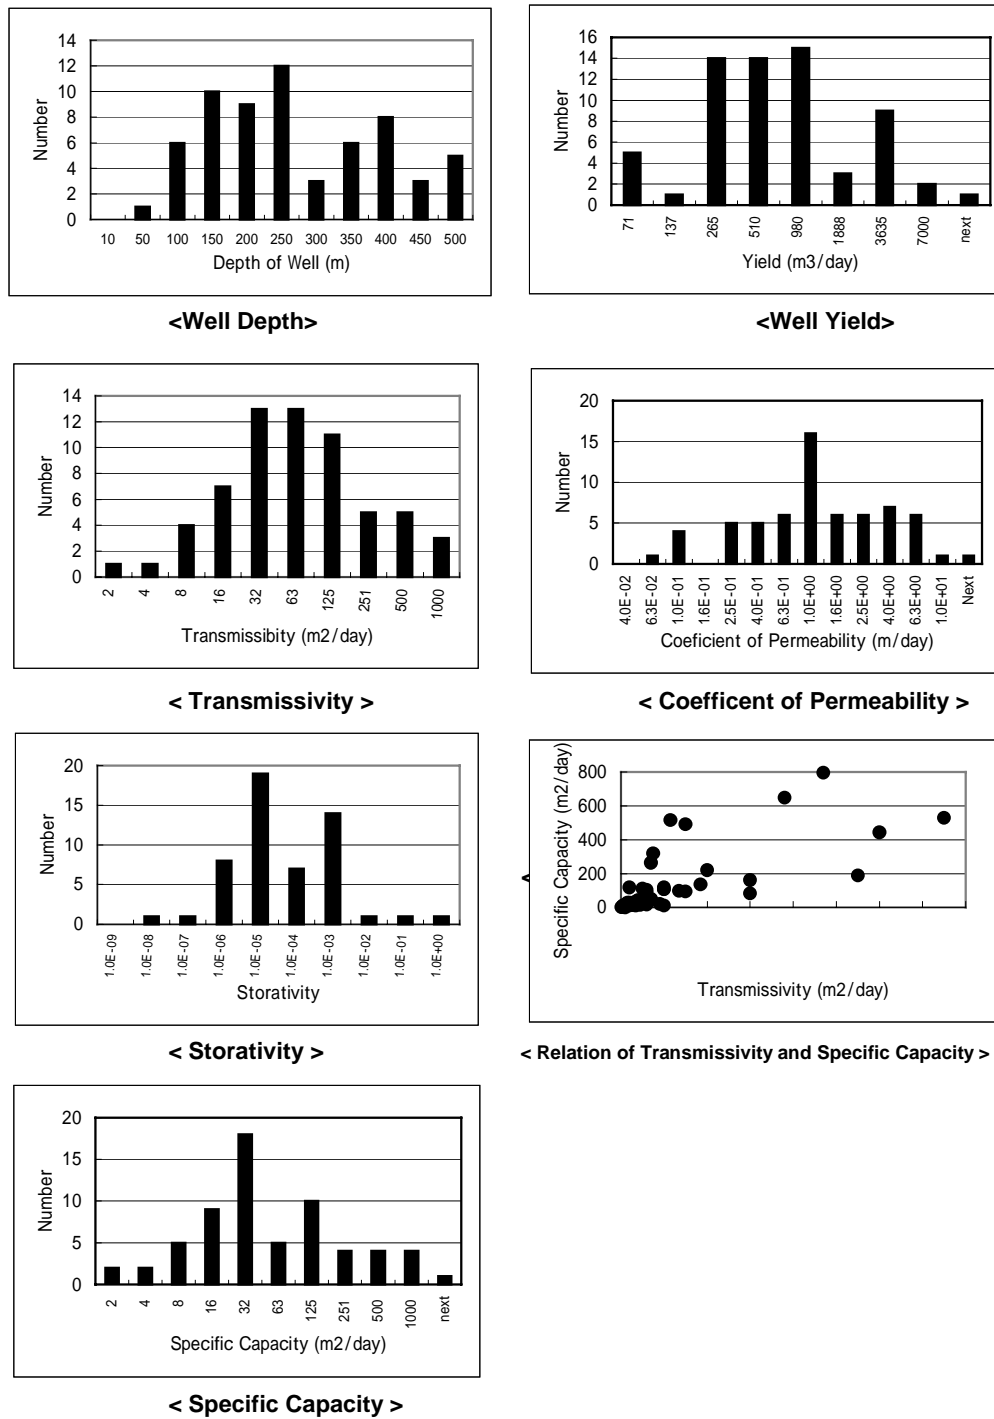 14
12
10
8
6
4
2
0
Number
10 50 100 150 200 250 300 350 400 450 500
Depth of Well (m)
<Well Depth>
16
14
12
10
8
6
4
2
0
Number
71 137 265 510 980 1888 3635 7000 next
Yield (m3/day)
<Well Yield>
14
12
10
8
6
4
2
0
Number
2 4 8 16 32 63 125 251 500 1000
Transmissibity (m2/day)
< Transmissivity >
20
15
10
5
0
Number
4.0E-02 6.3E-02 1.0E-01 1.6E-01 2.5E-01 4.0E-01 6.3E-01 1.0E+00 1.6E+00 2.5E+00 4.0E+00 6.3E+00 1.0E+01 Next
Coeficient of Permeability (m/day)
< Coefficent of Permeability >
20
15
10
5
0
Number
1.0E-09 1.0E-08 1.0E-07 1.0E-06 1.0E-05 1.0E-04 1.0E-03 1.0E-02 1.0E-01 1.0E+00
Storativity
< Storativity >
<
800
600
400
200
0
Specific Capacity (m2/day)
Transmissivity (m2/day)
< Relation of Transmissivity and Specific Capacity >
20
15
10
5
0
Number
2 4 8 16 32 63 125 251 500 1000 next
Specific Capacity (m2/day)
< Specific Capacity >